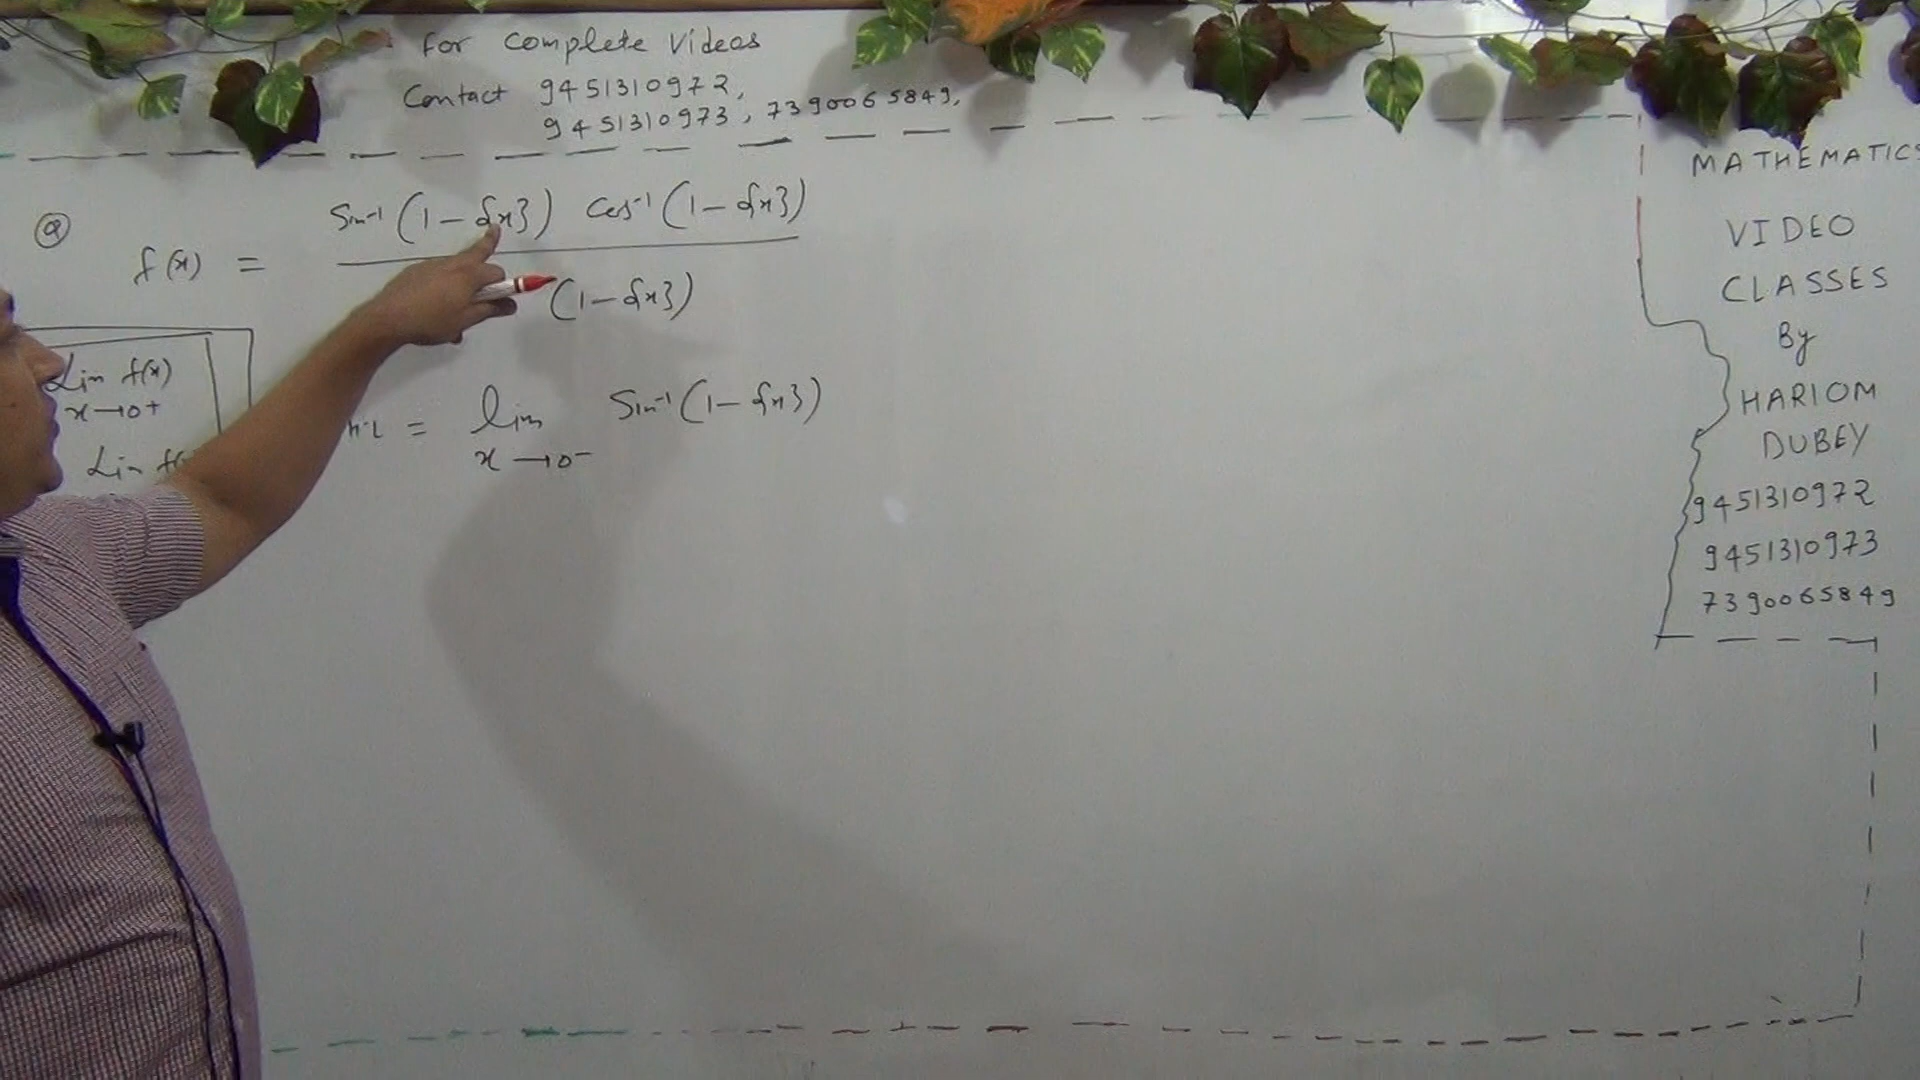 For Complete Videos
Contact 9451310972,
9451310973, 7390065849,
Q
f(x) = Sin⁻¹(1-{x}) Cos⁻¹(1-{x})
(1-{x})
Lim f(x)
x→0+
Lim f(
= lim Sin⁻¹(1-{x})
x→0−
MATHEMATICS
VIDEO
CLASSES
By
HARIOM
DUBEY
9451310972
9451310973
7390065849